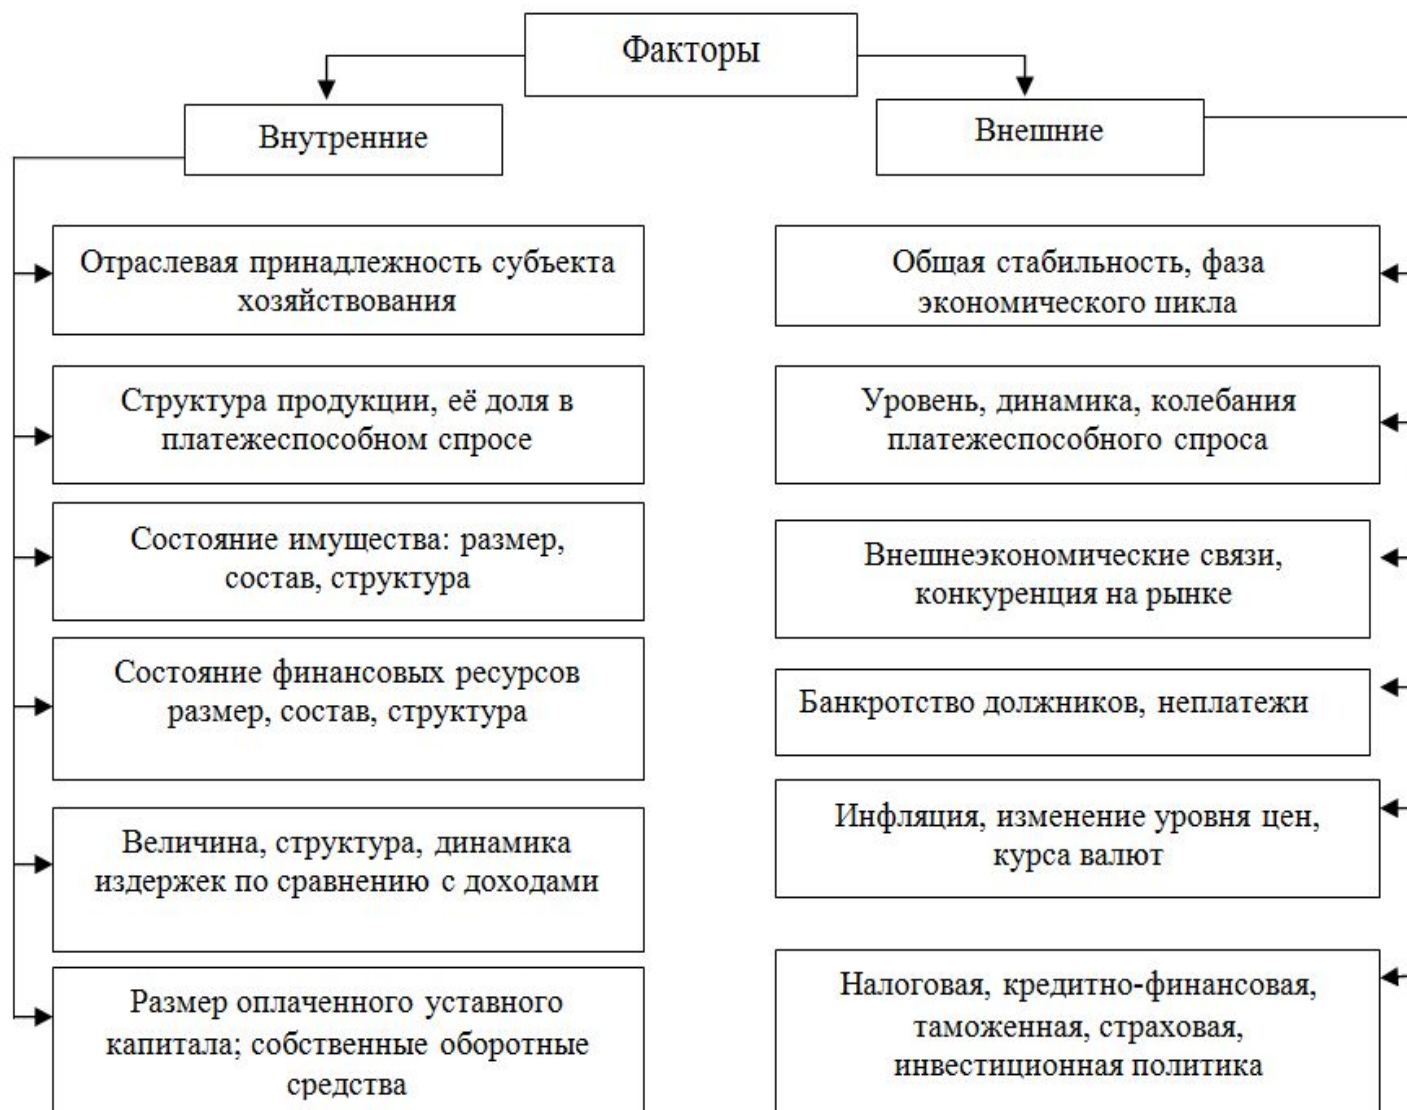 Факторы
Внутренние
Внешние
Отраслевая принадлежность субъекта
хозяйствования
Структура продукции, её доля в
платежеспособном спросе
Состояние имущества: размер,
состав, структура
Состояние финансовых ресурсов
размер, состав, структура
Величина, структура, динамика
издержек по сравнению с доходами
Размер оплаченного уставного
капитала; собственные оборотные
средства
Общая стабильность, фаза
экономического цикла
Уровень, динамика, колебания
платежеспособного спроса
Внешнеэкономические связи,
конкуренция на рынке
Банкротство должников, неплатежи
Инфляция, изменение уровня цен,
курса валют
Налоговая, кредитно-финансовая,
таможенная, страховая,
инвестиционная политика